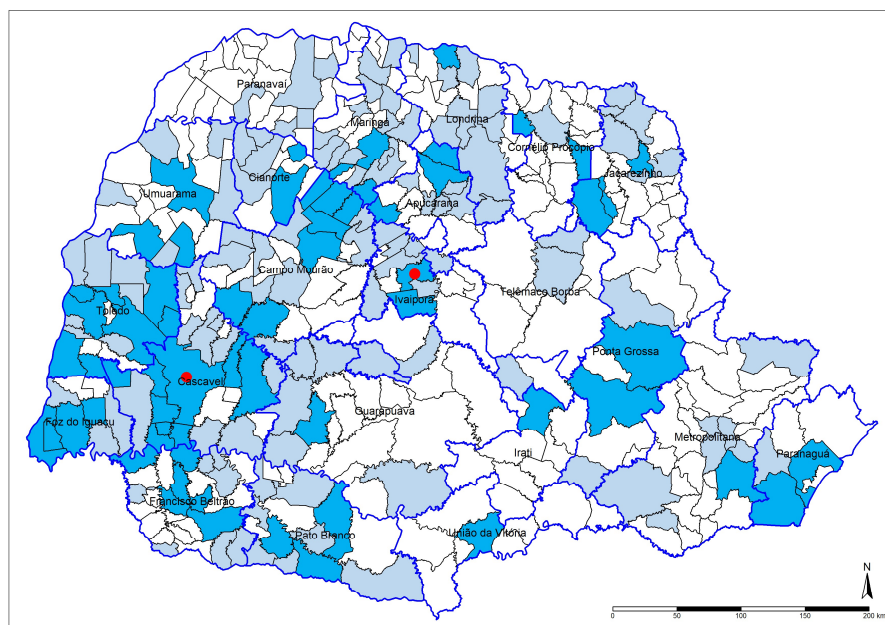 Paranavaí
Maringá
Londrina
Cornélio Procópio
Jacarezinho
Umuarama
Cianorte
Apucarana
Campo Mourão
Ivaiporã
Telêmaco Borba
Toledo
Ponta Grossa
Cascavel
Foz do Iguaçu
Guarapuava
Irati
Metropolitana
Paranaguá
Francisco Beltrão
Pato Branco
União da Vitória
N
0 50 100 150 200 km